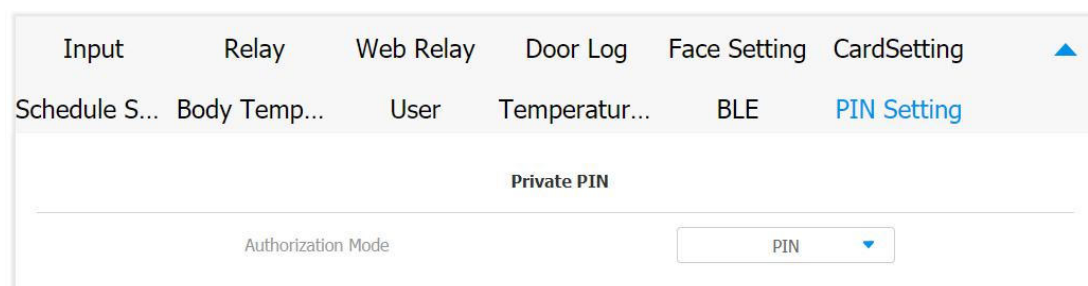 Input Relay Web Relay Door Log Face Setting CardSetting
Schedule S... Body Temp... User Temperatur... BLE PIN Setting
Private PIN
Authorization Mode PIN